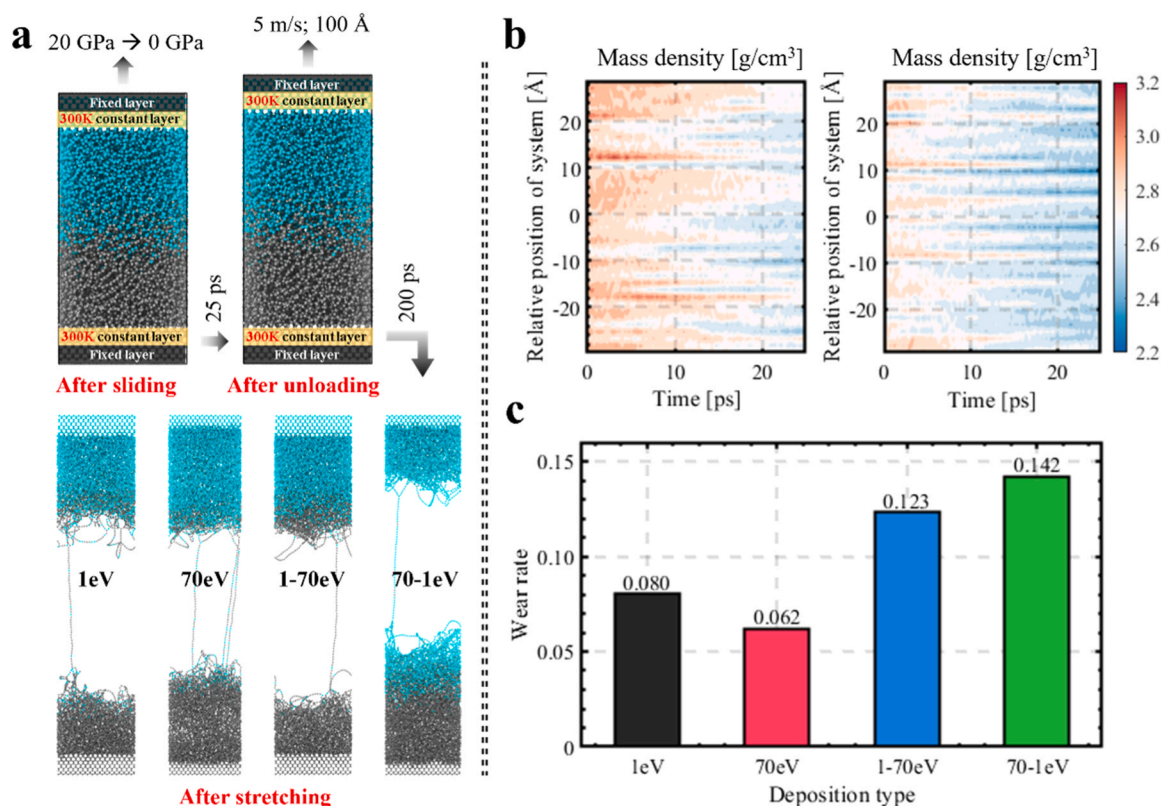 a
20 GPa → 0 GPa
5 m/s; 100 Å
Fixed layer
300K constant layer
Fixed layer
300K constant layer
25 ps
200 ps
300K constant layer
Fixed layer
300K constant layer
Fixed layer
After sliding
After unloading
1eV
70eV
1-70eV
70-1eV
After stretching
b
Mass density [g/cm³]
Mass density [g/cm³]
Relative position of system [Å]
20
10
0
-10
-20
0
10
20
Time [ps]
Relative position of system [Å]
20
10
0
-10
-20
0
10
20
Time [ps]
3.2
3.0
2.8
2.6
2.4
2.2
c
Wear rate
0.15
0.10
0.05
0
0.080
0.062
0.123
0.142
1eV
70eV
1-70eV
70-1eV
Deposition type